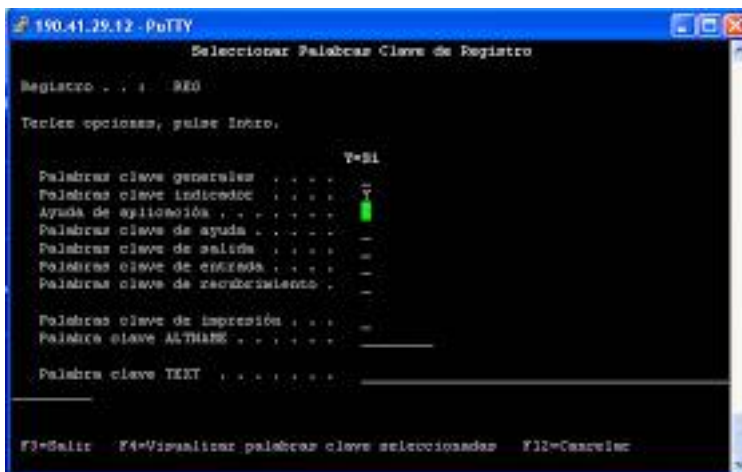 190.41.29.12 - PuTTY
Seleccionar Palabras Clave de Registro
Registro . . : REG
Teclee opciones, pulse Intro.
Y=Si
Palabras clave generales . . . . _
Palabras clave indicador . . . . Y
Ayuda de aplicación . . . . . . .
Palabras clave de ayuda . . . . . _
Palabras clave de salida . . . . _
Palabras clave de entrada . . . . _
Palabras clave de recubrimiento . _
Palabras clave de impresión . . . _
Palabra clave ALTNAME . . . . . .
Palabra clave TEXT . . . . . . .
F3=Salir F4=Visualizar palabras clave seleccionadas F12=Cancelar